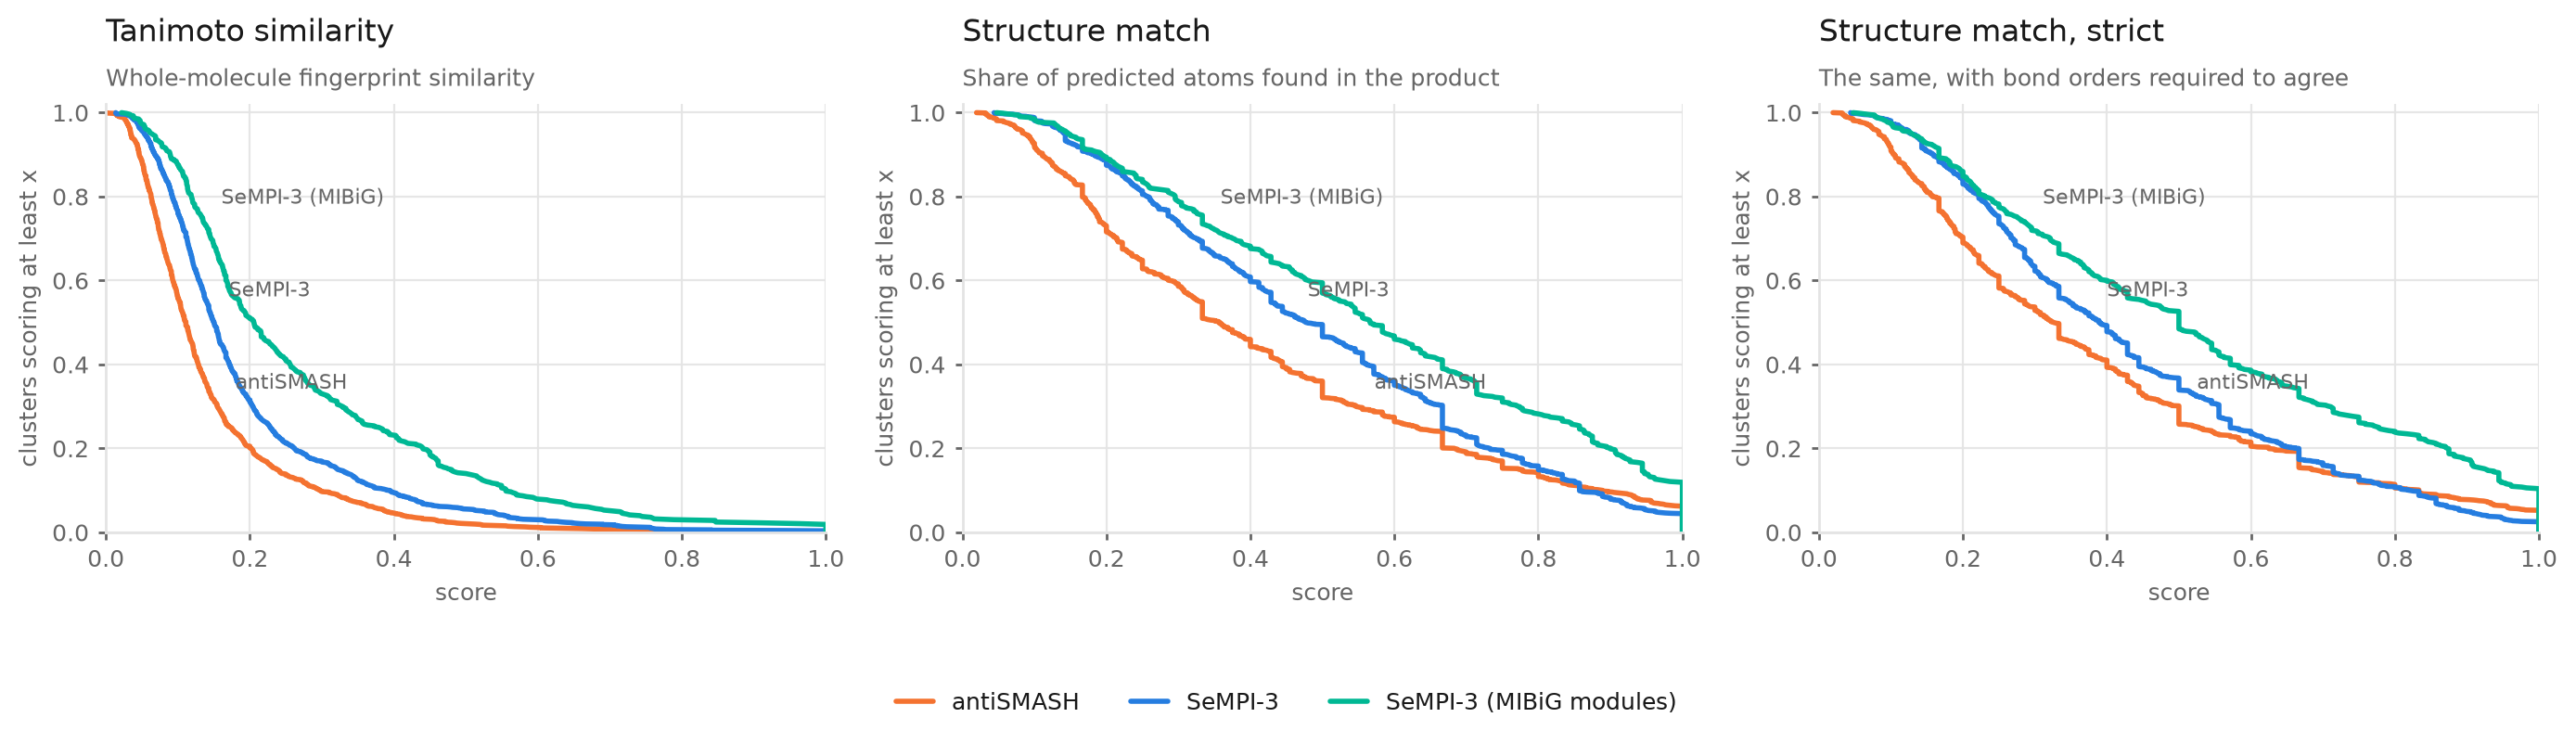 Tanimoto similarity
Whole-molecule fingerprint similarity
clusters scoring at least x
1.0
0.8
0.6
0.4
0.2
0.0
SeMPI-3 (MIBiG)
SeMPI-3
antiSMASH
0.0 0.2 0.4 0.6 0.8 1.0
score
Structure match
Share of predicted atoms found in the product
clusters scoring at least x
1.0
0.8
0.6
0.4
0.2
0.0
SeMPI-3 (MIBiG)
SeMPI-3
antiSMASH
0.0 0.2 0.4 0.6 0.8 1.0
score
Structure match, strict
The same, with bond orders required to agree
clusters scoring at least x
1.0
0.8
0.6
0.4
0.2
0.0
SeMPI-3 (MIBiG)
SeMPI-3
antiSMASH
0.0 0.2 0.4 0.6 0.8 1.0
score
antiSMASH SeMPI-3 SeMPI-3 (MIBiG modules)